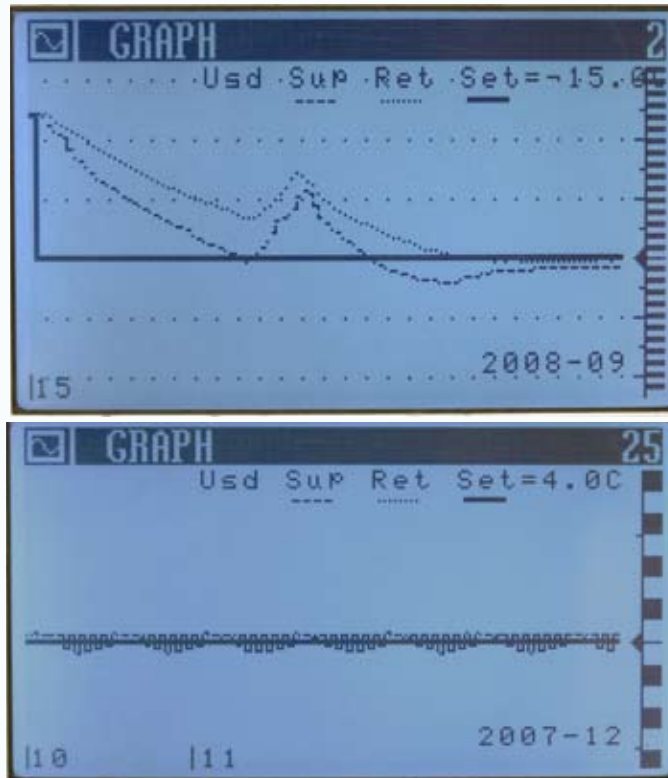 GRAPH 2
Usd Sup Ret Set=-15.0
2008-09
15
GRAPH 25
Usd Sup Ret Set=4.0C
2007-12
10 11